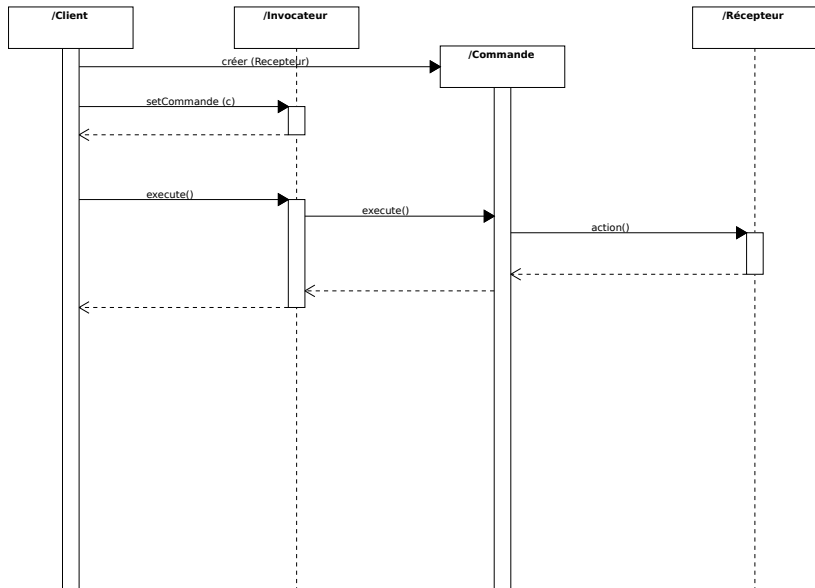 /Client
/Invocateur
/Récepteur
/Commande
créer (Recepteur)
setCommande (c)
execute()
execute()
action()